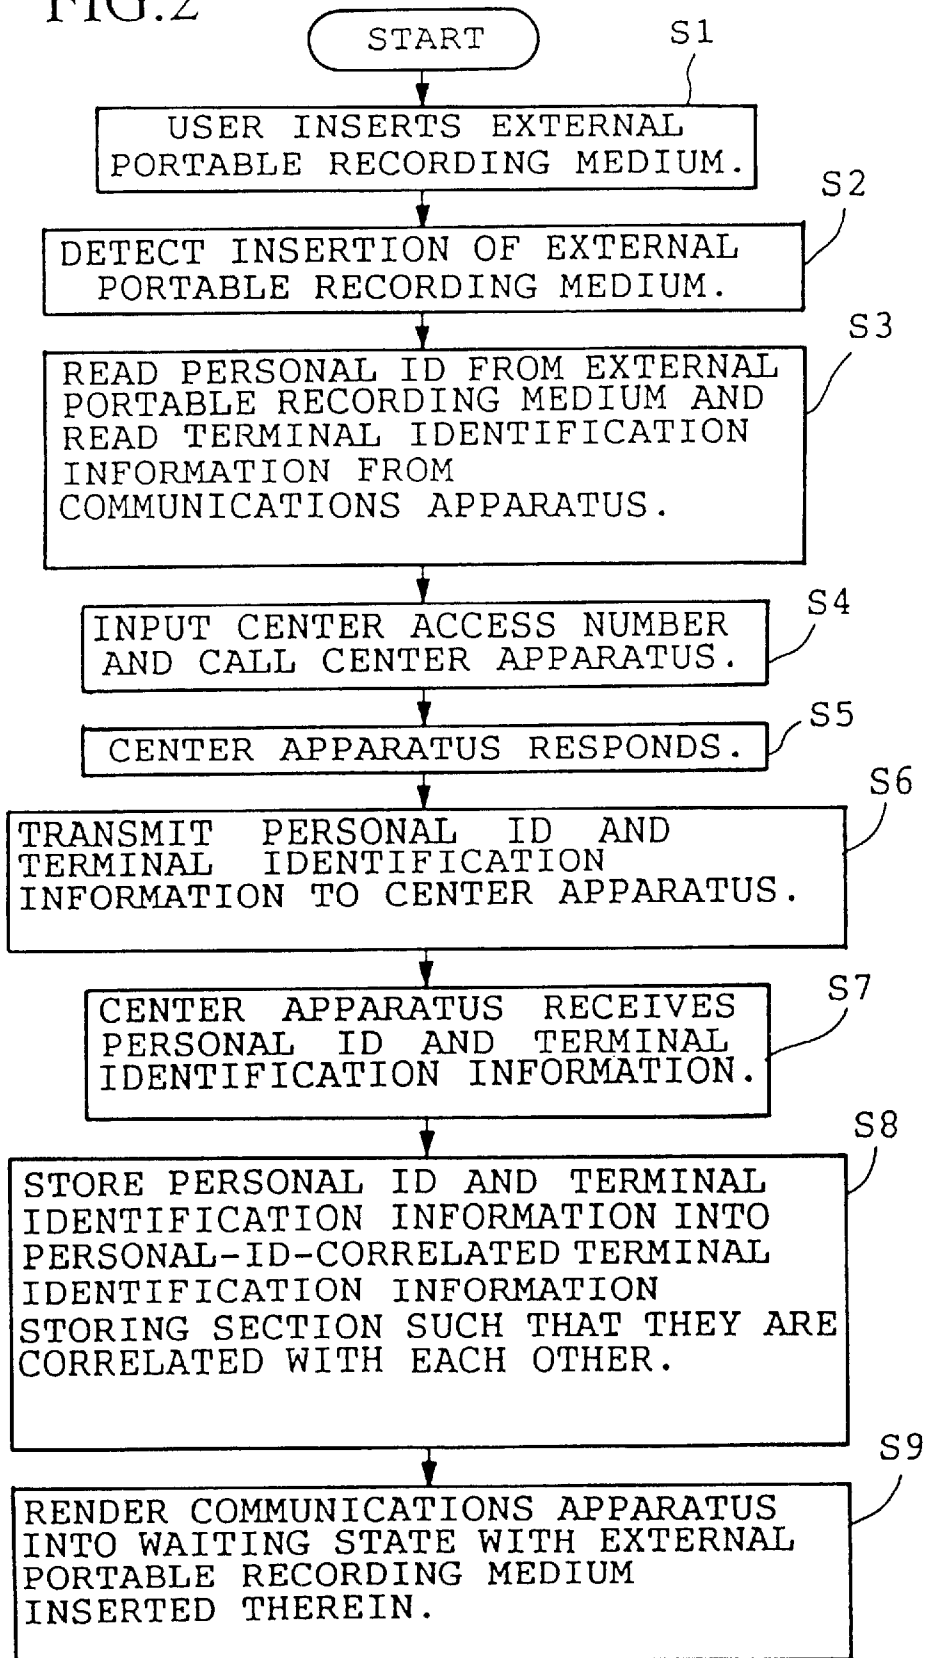 FIG.2
START
S1
USER INSERTS EXTERNAL
PORTABLE RECORDING MEDIUM.
S2
DETECT INSERTION OF EXTERNAL
PORTABLE RECORDING MEDIUM.
S3
READ PERSONAL ID FROM EXTERNAL
PORTABLE RECORDING MEDIUM AND
READ TERMINAL IDENTIFICATION
INFORMATION FROM
COMMUNICATIONS APPARATUS.
S4
INPUT CENTER ACCESS NUMBER
AND CALL CENTER APPARATUS.
S5
CENTER APPARATUS RESPONDS.
S6
TRANSMIT PERSONAL ID AND
TERMINAL IDENTIFICATION
INFORMATION TO CENTER APPARATUS.
S7
CENTER APPARATUS RECEIVES
PERSONAL ID AND TERMINAL
IDENTIFICATION INFORMATION.
S8
STORE PERSONAL ID AND TERMINAL
IDENTIFICATION INFORMATION INTO
PERSONAL-ID-CORRELATED TERMINAL
IDENTIFICATION INFORMATION
STORING SECTION SUCH THAT THEY ARE
CORRELATED WITH EACH OTHER.
S9
RENDER COMMUNICATIONS APPARATUS
INTO WAITING STATE WITH EXTERNAL
PORTABLE RECORDING MEDIUM
INSERTED THEREIN.